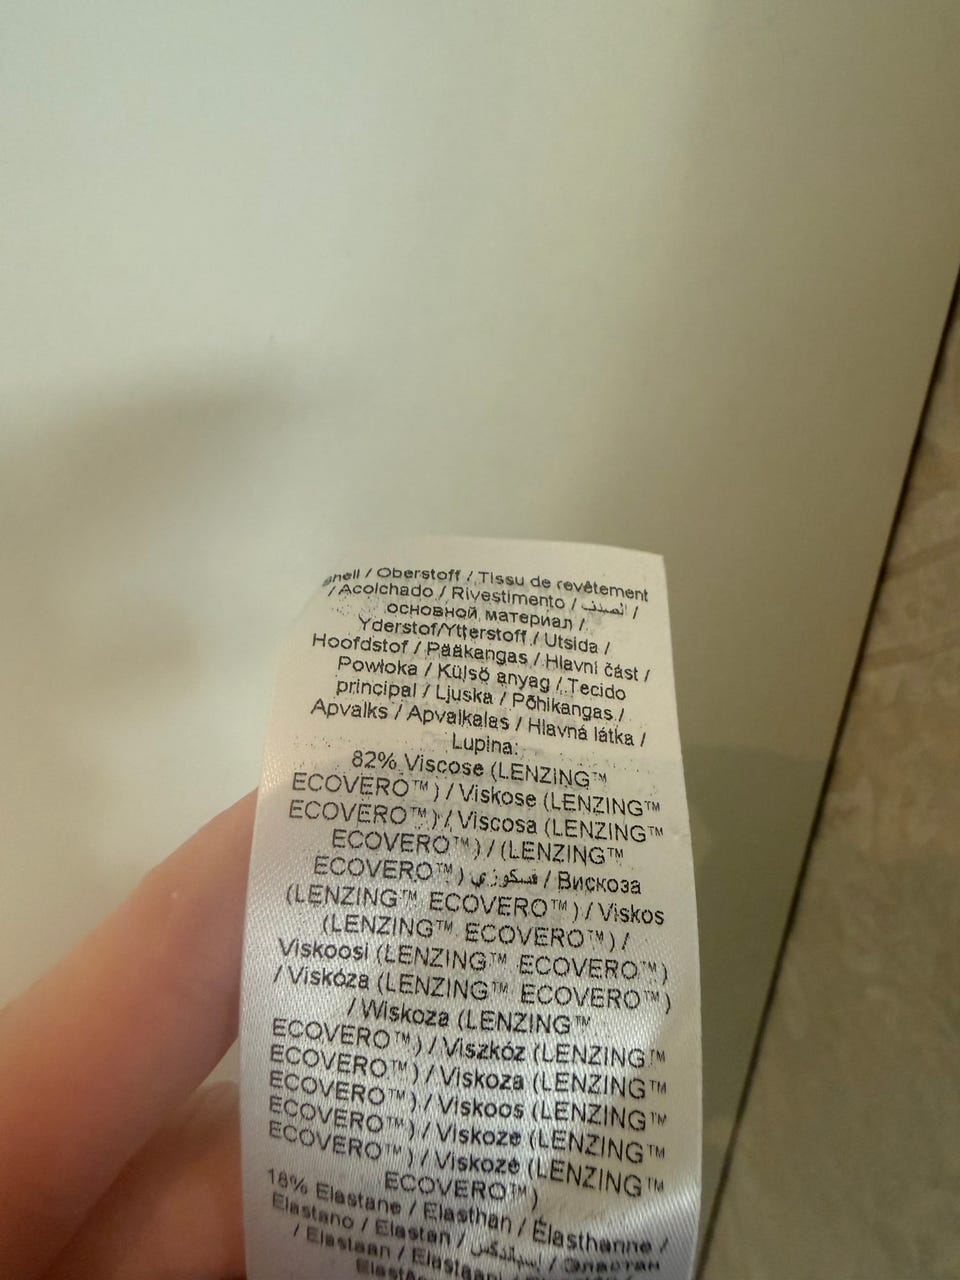 Shell / Oberstoff / Tissu de revêtement
/ Acolchado / Rivestimento / الصدف /
основной материал /
Yderstof/Ytterstoff / Utsida /
Hoofdstof / Pääkangas / Hlavní část /
Powłoka / Külső anyag / Tecido
principal / Ljuska / Põhikangas /
Apvalks / Apvalkalas / Hlavná látka /
Lupina:
82% Viscose (LENZING™
ECOVERO™) / Viskose (LENZING™
ECOVERO™) / Viscosa (LENZING™
ECOVERO™) / (LENZING™
ECOVERO™) فسكوزي / Вискоза
(LENZING™ ECOVERO™) / Viskos
(LENZING™ ECOVERO™) /
Viskoosi (LENZING™ ECOVERO™)
/ Viskóza (LENZING™ ECOVERO™)
/ Wiskoza (LENZING™
ECOVERO™) / Viszkóz (LENZING™
ECOVERO™) / Viskoza (LENZING™
ECOVERO™) / Viskoos (LENZING™
ECOVERO™) / Viskoze (LENZING™
ECOVERO™) / Viskozė (LENZING™
ECOVERO™)
18% Elastane / Elasthan / Élasthanne /
Elastano / Elastan / سباندكس / Эластан
/ Elastaan / Elastaani /